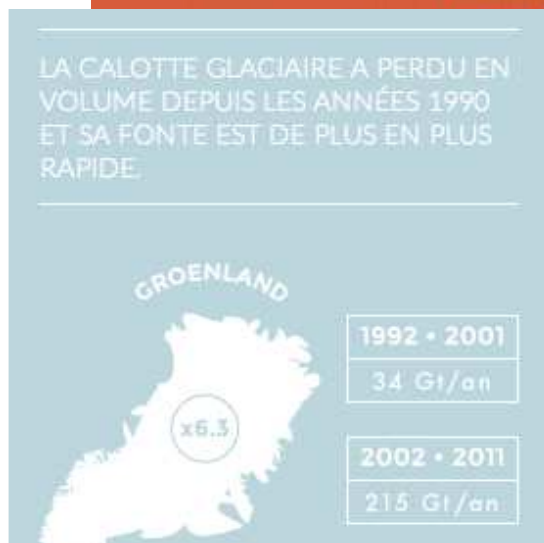 LA CALOTTE GLACIAIRE A PERDU EN
VOLUME DEPUIS LES ANNÉES 1990
ET SA FONTE EST DE PLUS EN PLUS
RAPIDE.
GROENLAND
x6.3
1992 • 2001
34 Gt/an
2002 • 2011
215 Gt/an